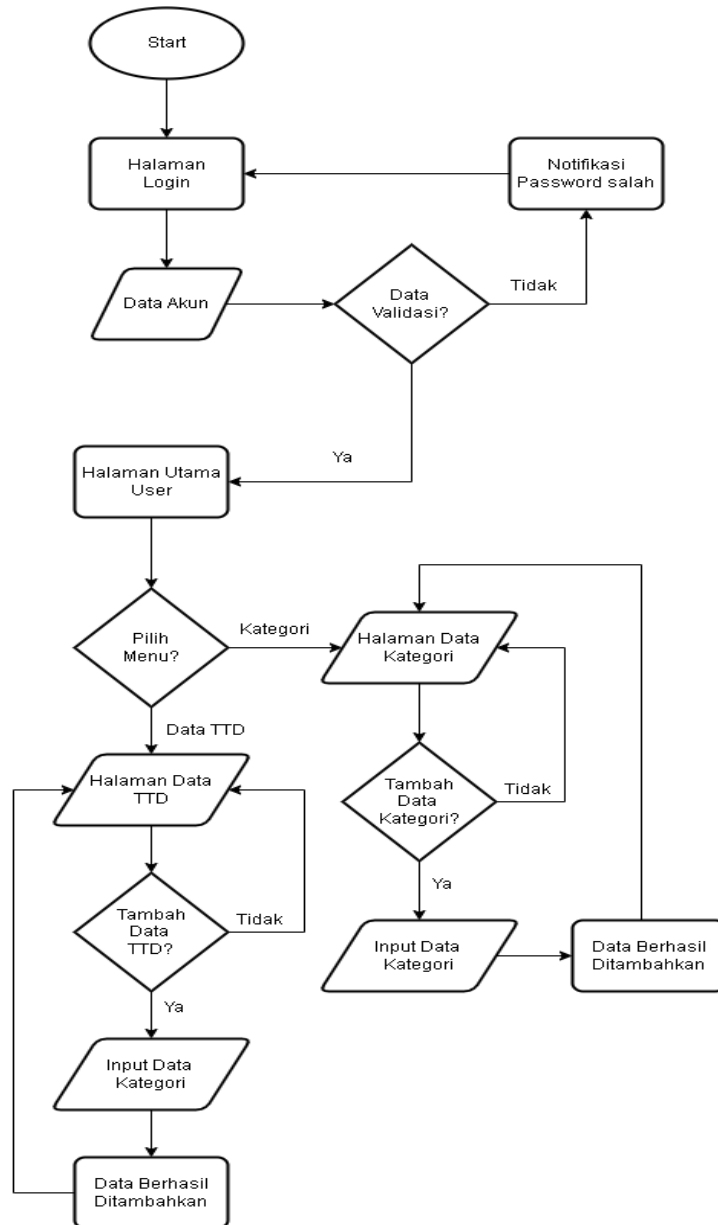 Start
Halaman
Login
Notifikasi
Password salah
Data Akun
Data
Validasi?
Tidak
Ya
Halaman Utama
User
Pilih
Menu?
Kategori
Halaman Data
Kategori
Data TTD
Halaman Data
TTD
Tambah
Data
Kategori?
Tidak
Ya
Tambah
Data
TTD?
Tidak
Input Data
Kategori
Data Berhasil
Ditambahkan
Ya
Input Data
Kategori
Data Berhasil
Ditambahkan